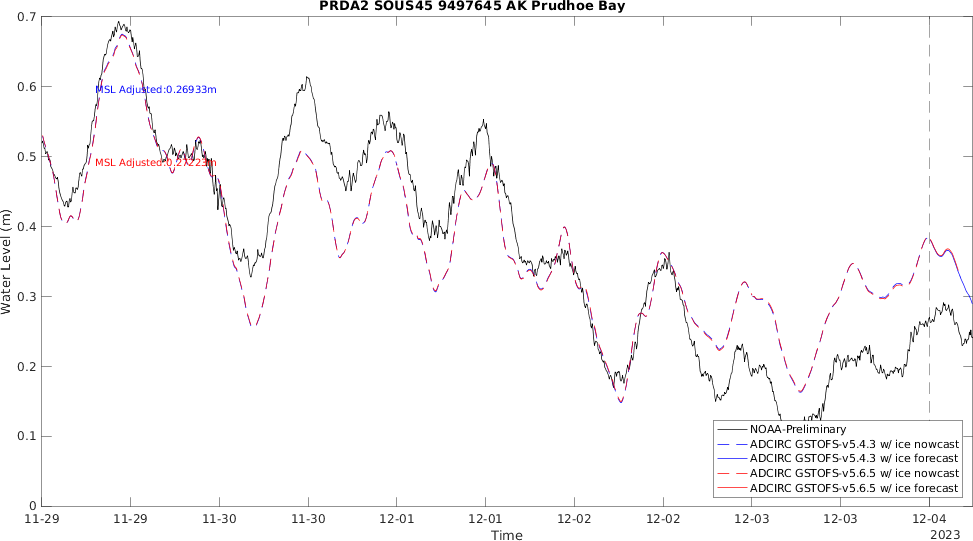 PRDA2 SOUS45 9497645 AK Prudhoe Bay
0.7
0.6
0.5
0.4
0.3
0.2
0.1
0
Water Level (m)
MSL Adjusted:0.26933m
MSL Adjusted:0.27223m
NOAA-Preliminary
ADCIRC GSTOFS-v5.4.3 w/ ice nowcast
ADCIRC GSTOFS-v5.4.3 w/ ice forecast
ADCIRC GSTOFS-v5.6.5 w/ ice nowcast
ADCIRC GSTOFS-v5.6.5 w/ ice forecast
11-29 11-29 11-30 11-30 12-01 12-01 12-02 12-02 12-03 12-03 12-04
Time
2023